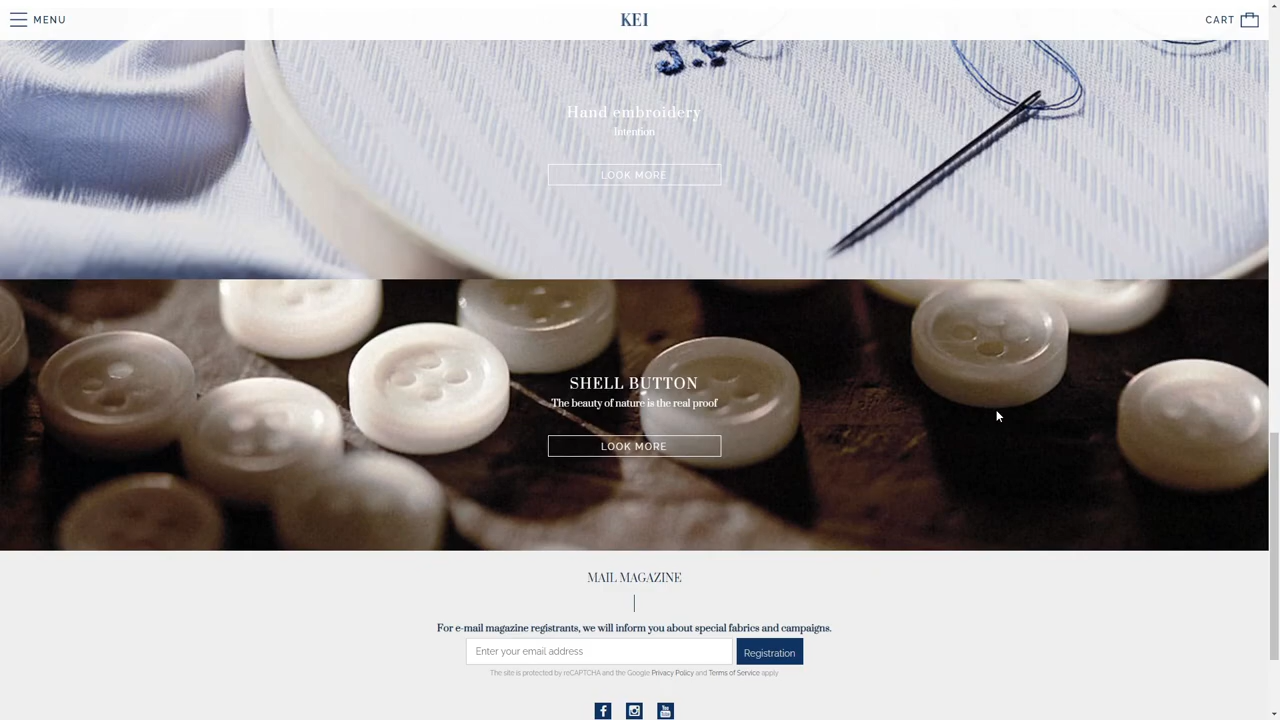 MENU
KEI
CART
J.K
Hand embroidery
Intention
LOOK MORE
SHELL BUTTON
The beauty of nature is the real proof
LOOK MORE
MAIL MAGAZINE
For e-mail magazine registrants, we will inform you about special fabrics and campaigns.
Enter your email address
Registration
The site is protected by reCAPTCHA and the Google Privacy Policy and Terms of Service apply
You
Tube